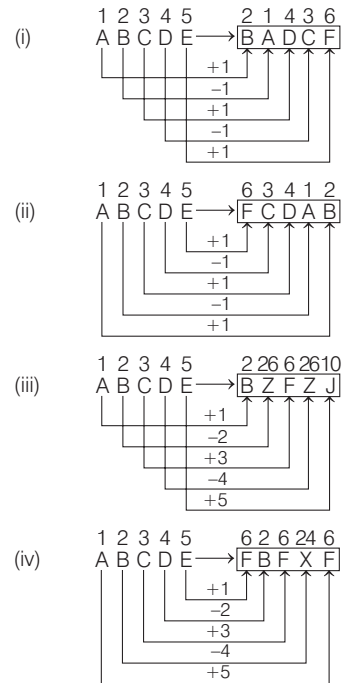 1 2 3 4 5 2 1 4 3 6
(i) A B C D E B A D C F
+1
–1
+1
–1
+1
1 2 3 4 5 6 3 4 1 2
(ii) A B C D E F C D A B
+1
–1
+1
–1
+1
1 2 3 4 5 2 26 6 26 10
(iii) A B C D E B Z F Z J
+1
–2
+3
–4
+5
1 2 3 4 5 6 2 6 24 6
(iv) A B C D E F B F X F
+1
–2
+3
–4
+5